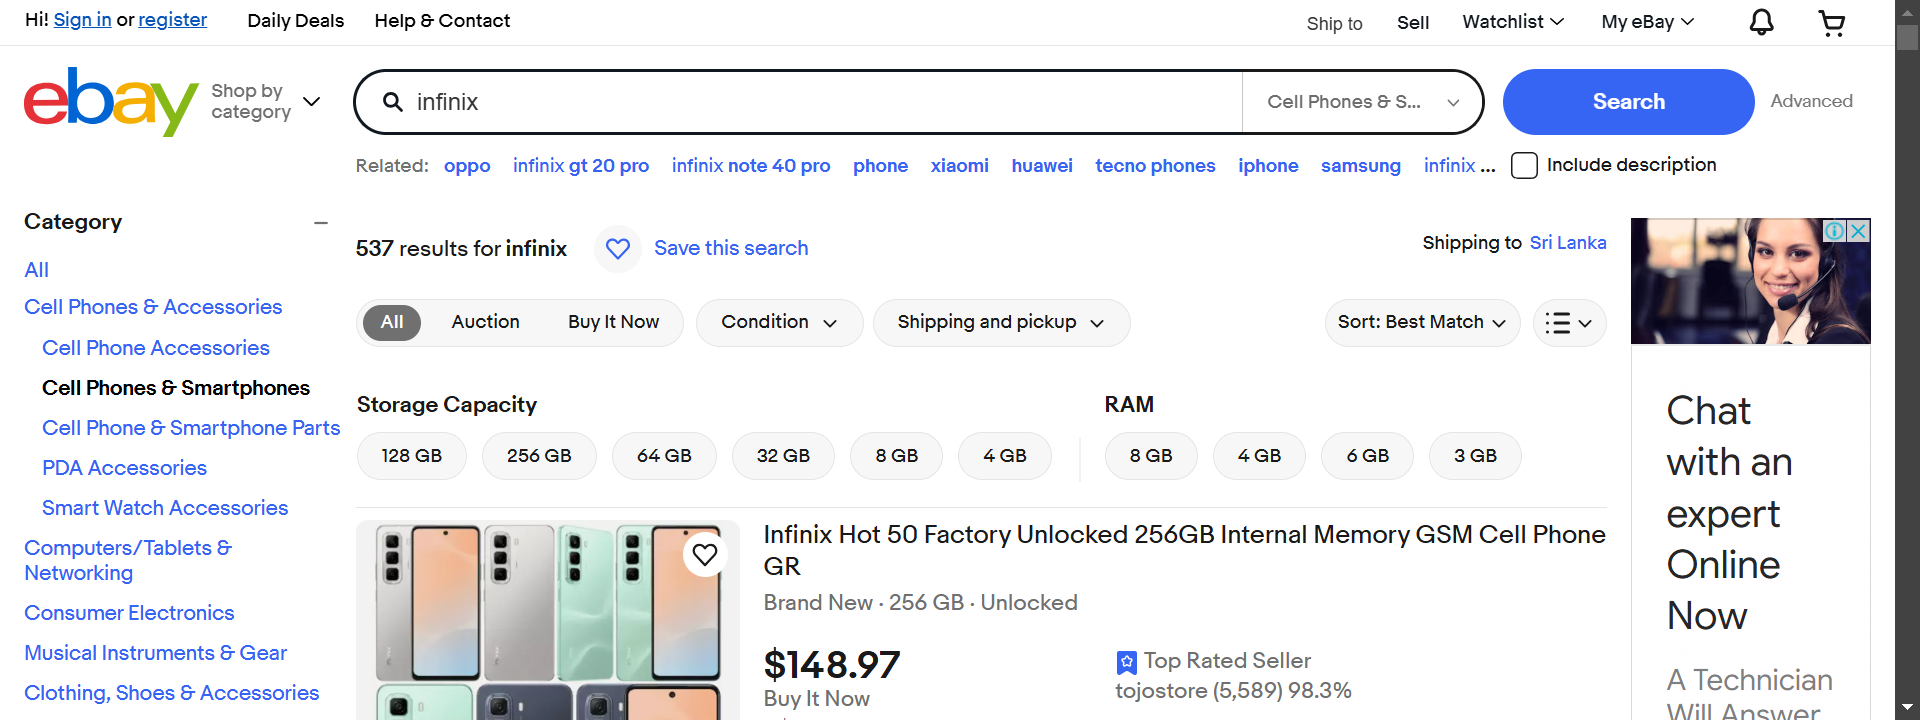 Hi! Sign in or register
Daily Deals
Help & Contact
Ship to
Sell
Watchlist
My eBay
ebay
Shop by
category
infinix
Cell Phones & S...
Search
Advanced
Related: oppo infinix gt 20 pro infinix note 40 pro phone xiaomi huawei tecno phones iphone samsung infinix ...
Include description
Category
All
Cell Phones & Accessories
Cell Phone Accessories
Cell Phones & Smartphones
Cell Phone & Smartphone Parts
PDA Accessories
Smart Watch Accessories
Computers/Tablets &
Networking
Consumer Electronics
Musical Instruments & Gear
Clothing, Shoes & Accessories
537 results for infinix
Save this search
Shipping to Sri Lanka
All
Auction
Buy It Now
Condition
Shipping and pickup
Sort: Best Match
Storage Capacity
128 GB
256 GB
64 GB
32 GB
8 GB
4 GB
RAM
8 GB
4 GB
6 GB
3 GB
Infinix Hot 50 Factory Unlocked 256GB Internal Memory GSM Cell Phone
GR
Brand New · 256 GB · Unlocked
$148.97
Buy It Now
Top Rated Seller
tojostore (5,589) 98.3%
Chat
with an
expert
Online
Now
A Technician
Will Answer